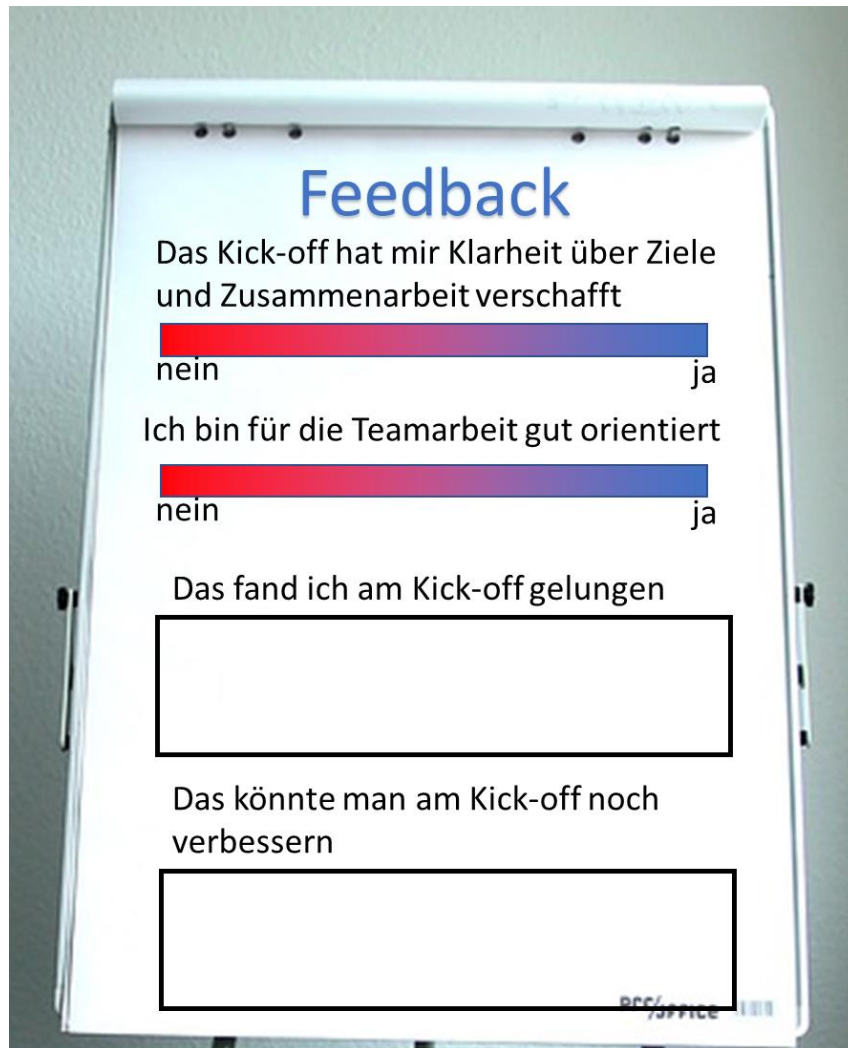 Feedback
Das Kick-off hat mir Klarheit über Ziele
und Zusammenarbeit verschafft
nein ja
Ich bin für die Teamarbeit gut orientiert
nein ja
Das fand ich am Kick-off gelungen
Das könnte man am Kick-off noch
verbessern